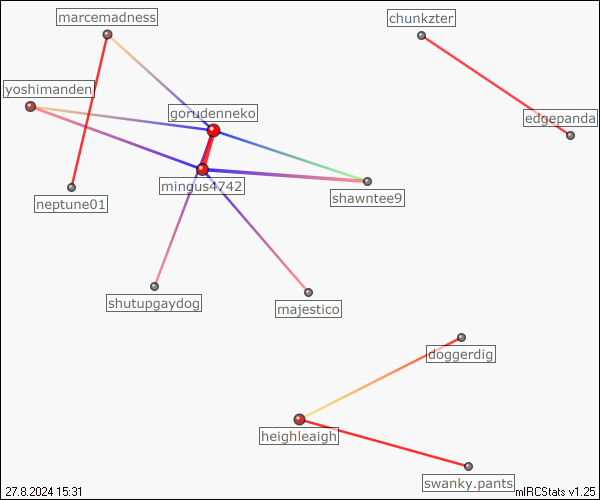 marcemadness
chunkzter
yoshimanden
gorudenneko
edgepanda
mingus4742
neptune01
shawntee9
shutupgaydog
majestico
doggerdig
heighleaigh
swanky.pants
27.8.2024 15:31
mIRCStats v1.25